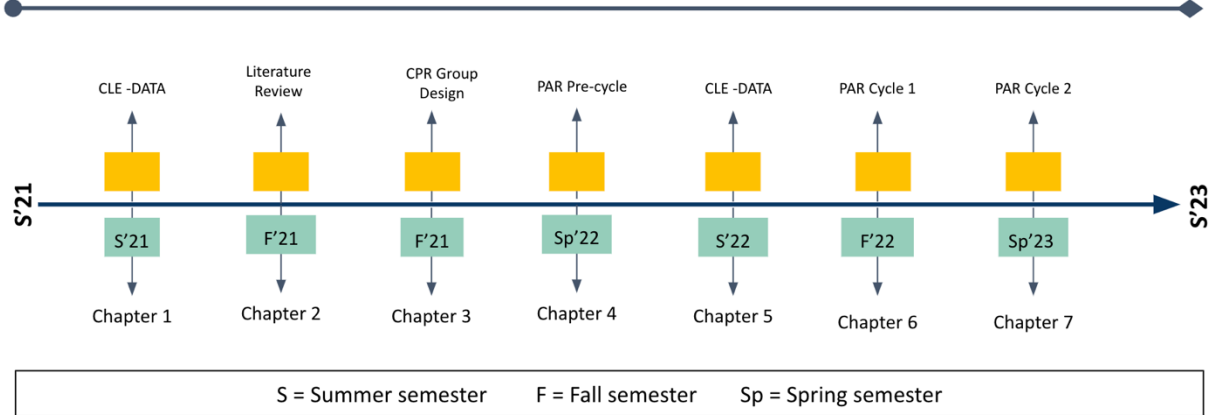 CLE -DATA
Literature
Review
CPR Group
Design
PAR Pre-cycle
CLE -DATA
PAR Cycle 1
PAR Cycle 2
S'21
S'23
S'21
F'21
F'21
Sp'22
S'22
F'22
Sp'23
Chapter 1
Chapter 2
Chapter 3
Chapter 4
Chapter 5
Chapter 6
Chapter 7
S = Summer semester F = Fall semester Sp = Spring semester